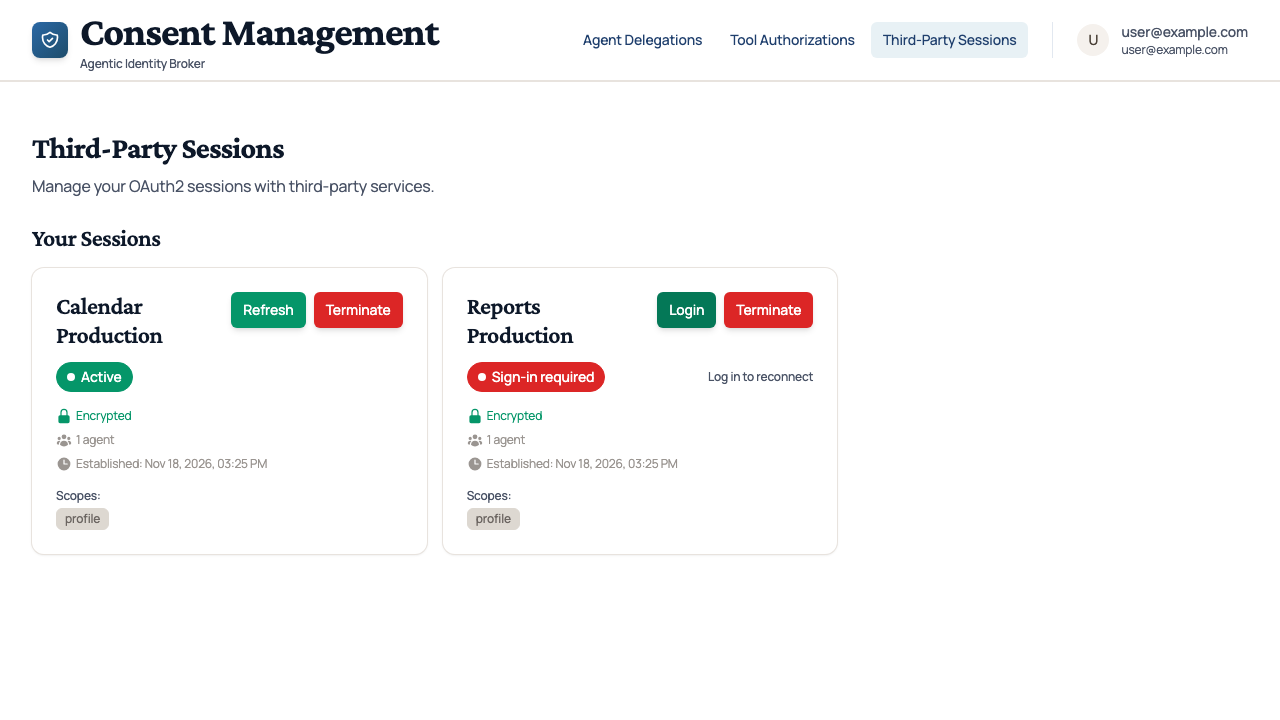 Consent Management
Agentic Identity Broker
Agent Delegations
Tool Authorizations
Third-Party Sessions
U
user@example.com
user@example.com
Third-Party Sessions
Manage your OAuth2 sessions with third-party services.
Your Sessions
Calendar
Production
Refresh
Terminate
Active
Encrypted
1 agent
Established: Nov 18, 2026, 03:25 PM
Scopes:
profile
Reports
Production
Login
Terminate
Sign-in required
Log in to reconnect
Encrypted
1 agent
Established: Nov 18, 2026, 03:25 PM
Scopes:
profile